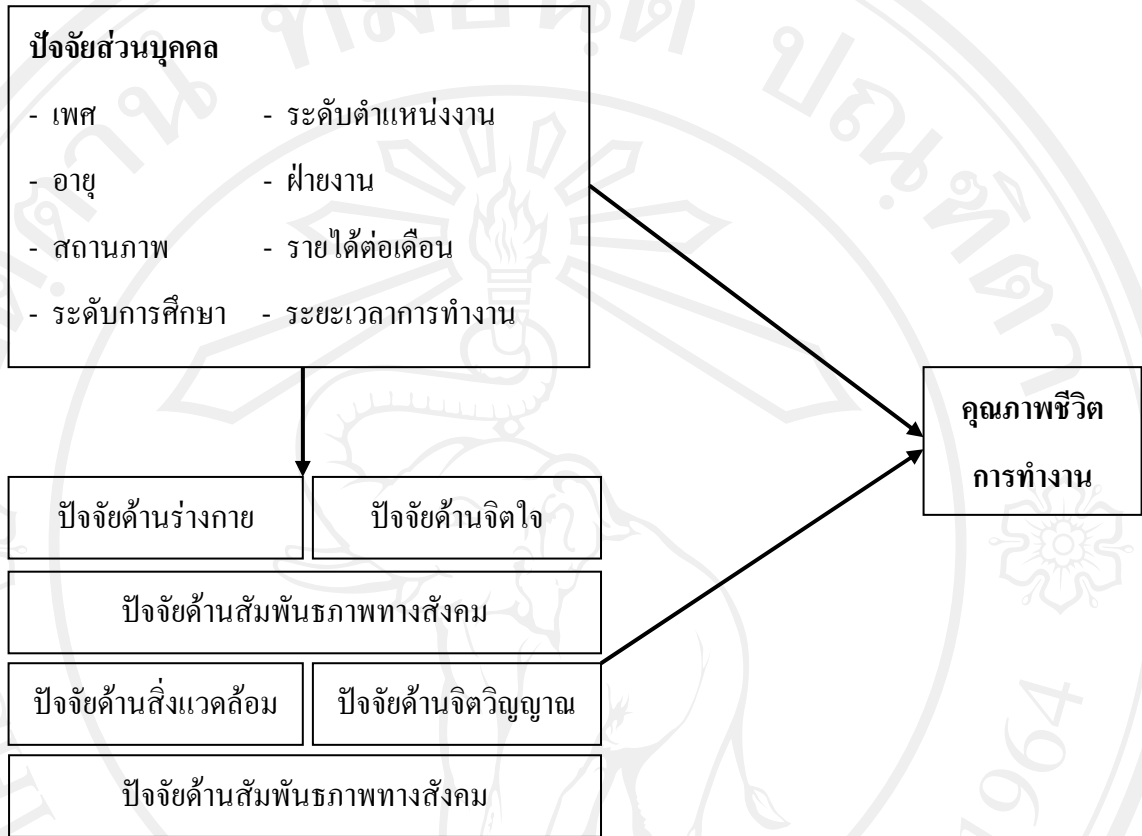 ปัจจัยส่วนบุคคล
- เพศ - ระดับตำแหน่งงาน
- อายุ - ฝ่ายงาน
- สถานภาพ - รายได้ต่อเดือน
- ระดับการศึกษา - ระยะเวลาการทำงาน
คุณภาพชีวิต
การทำงาน
ปัจจัยด้านร่างกาย ปัจจัยด้านจิตใจ
ปัจจัยด้านสัมพันธภาพทางสังคม
ปัจจัยด้านสิ่งแวดล้อม ปัจจัยด้านจิตวิญญาณ
ปัจจัยด้านสัมพันธภาพทางสังคม
1964